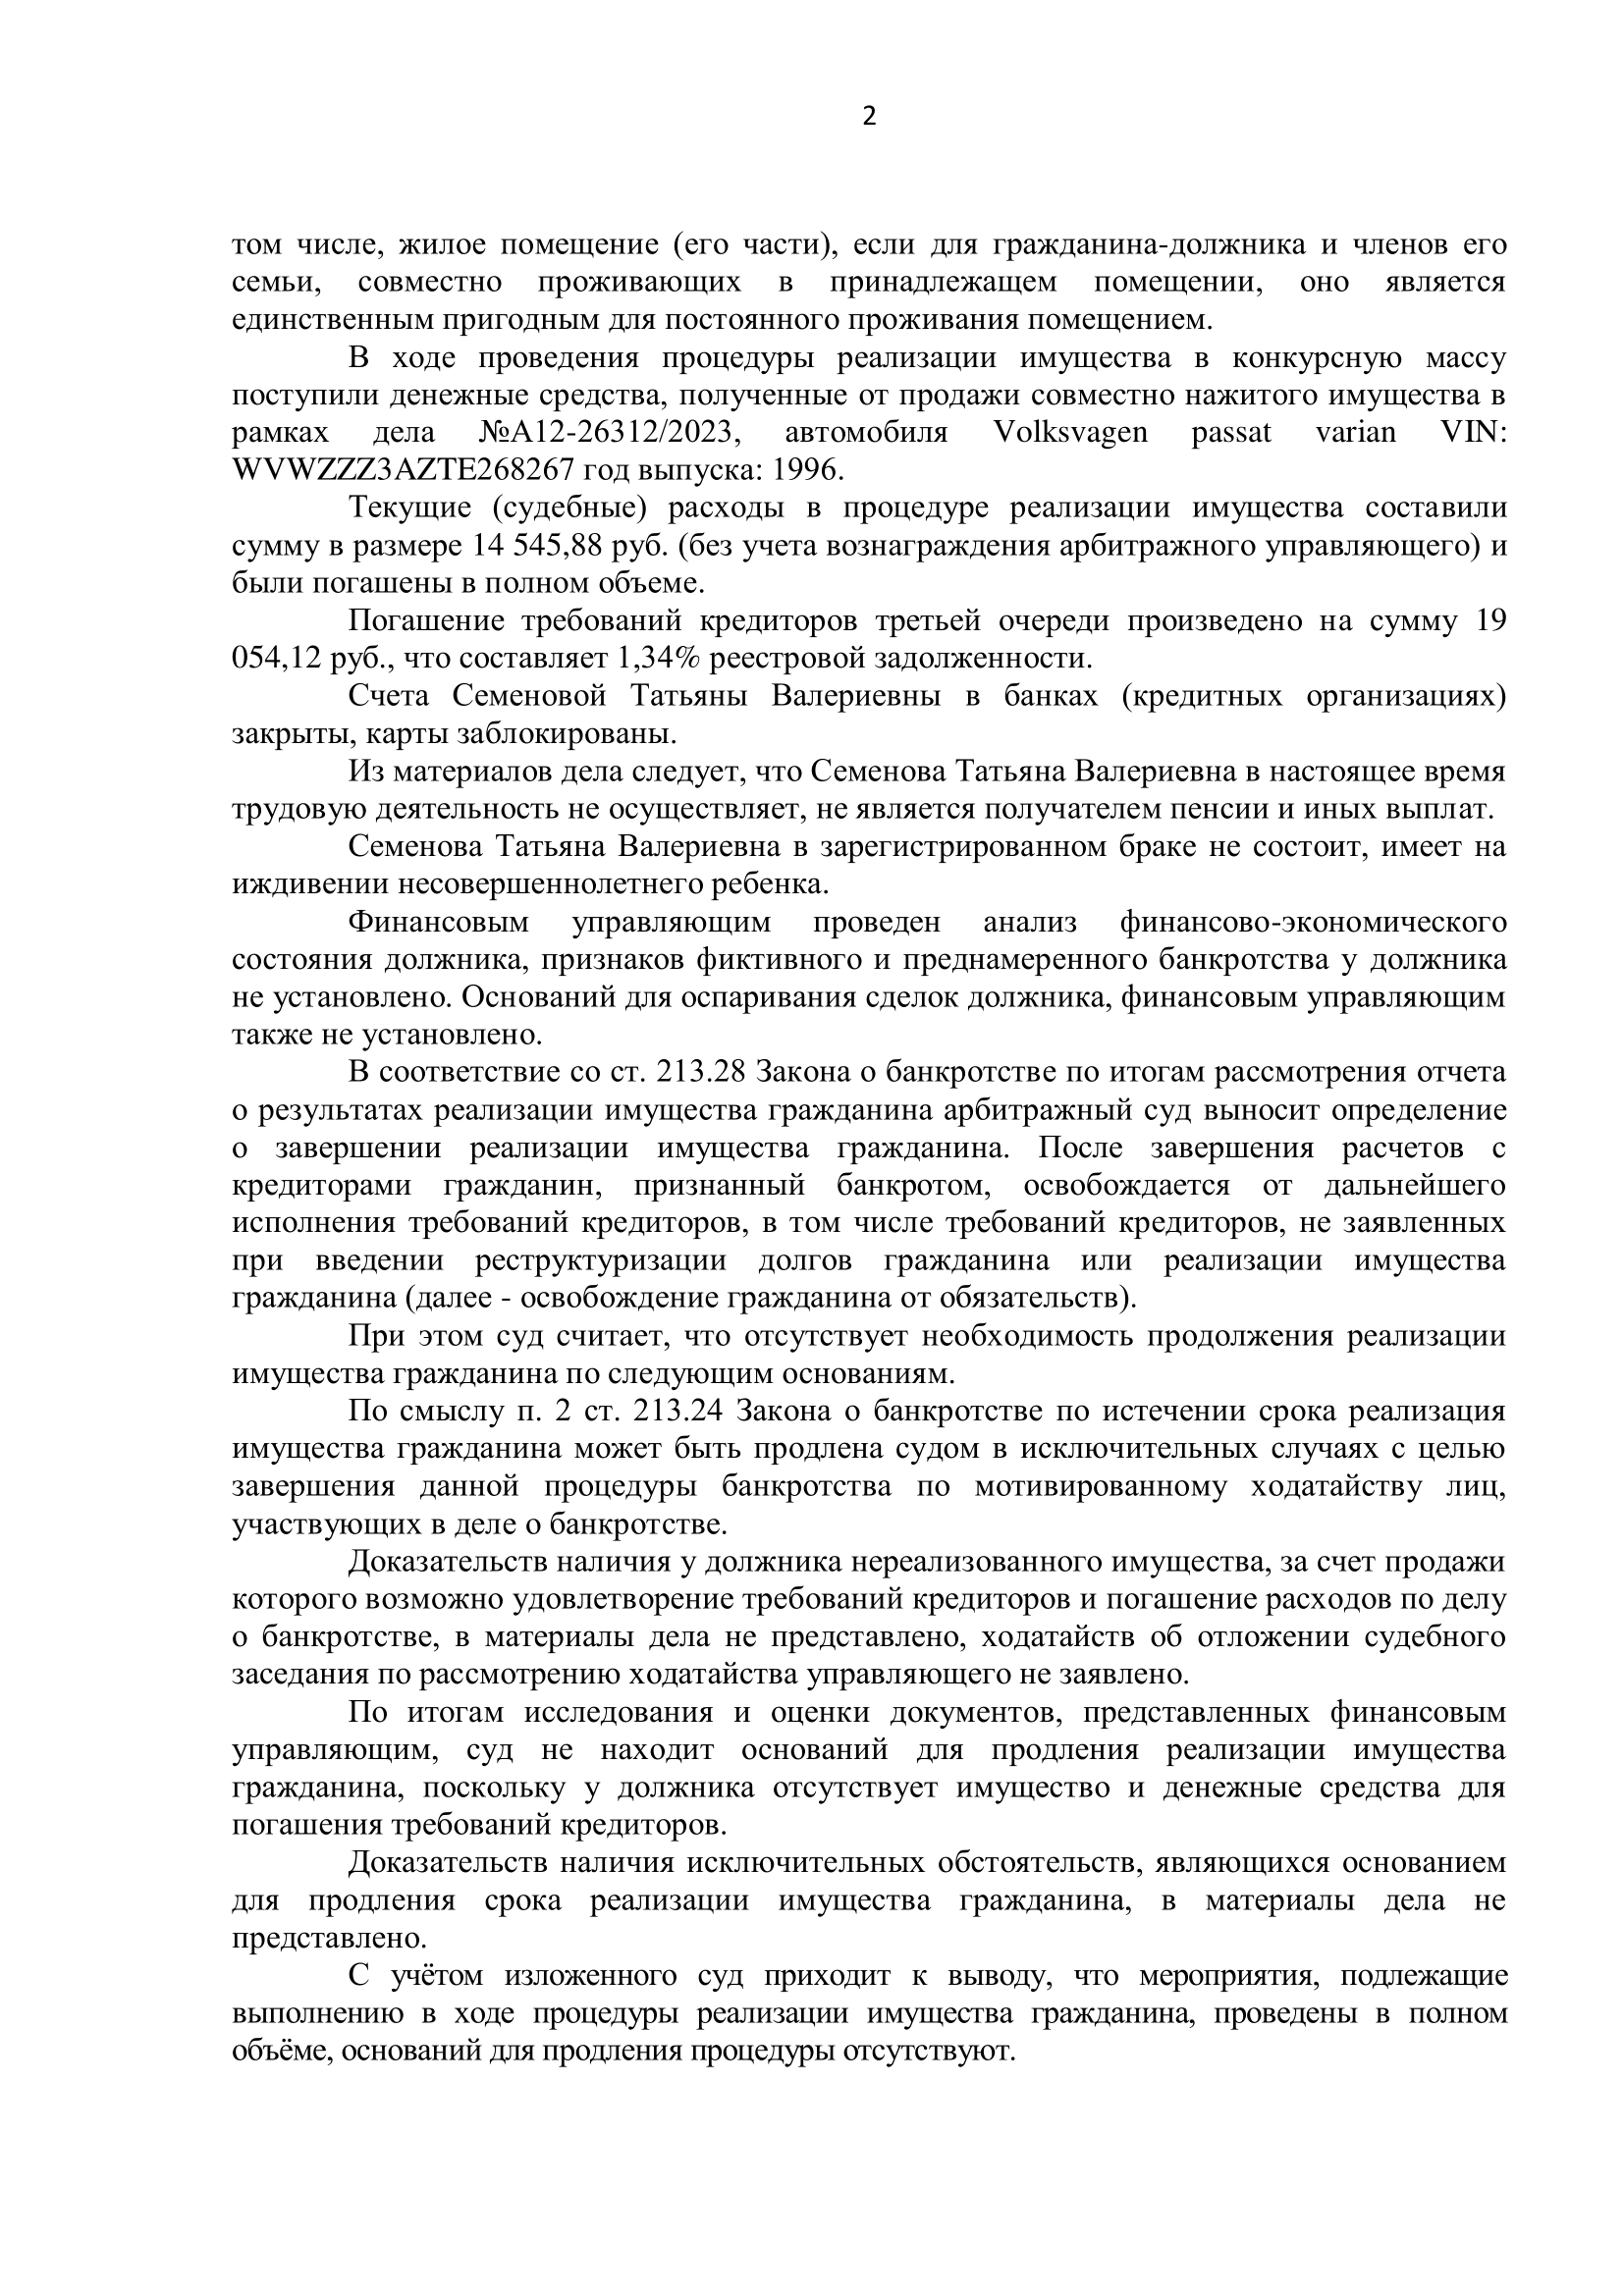 2
том числе, жилое помещение (его части), если для гражданина-должника и членов его
семьи, совместно проживающих в принадлежащем помещении, оно является
единственным пригодным для постоянного проживания помещением.
В ходе проведения процедуры реализации имущества в конкурсную массу
поступили денежные средства, полученные от продажи совместно нажитого имущества в
рамках дела №А12-26312/2023, автомобиля Volksvagen passat varian VIN:
WVWZZZ3AZTE268267 год выпуска: 1996.
Текущие (судебные) расходы в процедуре реализации имущества составили
сумму в размере 14 545,88 руб. (без учета вознаграждения арбитражного управляющего) и
были погашены в полном объеме.
Погашение требований кредиторов третьей очереди произведено на сумму 19
054,12 руб., что составляет 1,34% реестровой задолженности.
Счета Семеновой Татьяны Валериевны в банках (кредитных организациях)
закрыты, карты заблокированы.
Из материалов дела следует, что Семенова Татьяна Валериевна в настоящее время
трудовую деятельность не осуществляет, не является получателем пенсии и иных выплат.
Семенова Татьяна Валериевна в зарегистрированном браке не состоит, имеет на
иждивении несовершеннолетнего ребенка.
Финансовым управляющим проведен анализ финансово-экономического
состояния должника, признаков фиктивного и преднамеренного банкротства у должника
не установлено. Оснований для оспаривания сделок должника, финансовым управляющим
также не установлено.
В соответствие со ст. 213.28 Закона о банкротстве по итогам рассмотрения отчета
о результатах реализации имущества гражданина арбитражный суд выносит определение
о завершении реализации имущества гражданина. После завершения расчетов с
кредиторами гражданин, признанный банкротом, освобождается от дальнейшего
исполнения требований кредиторов, в том числе требований кредиторов, не заявленных
при введении реструктуризации долгов гражданина или реализации имущества
гражданина (далее - освобождение гражданина от обязательств).
При этом суд считает, что отсутствует необходимость продолжения реализации
имущества гражданина по следующим основаниям.
По смыслу п. 2 ст. 213.24 Закона о банкротстве по истечении срока реализация
имущества гражданина может быть продлена судом в исключительных случаях с целью
завершения данной процедуры банкротства по мотивированному ходатайству лиц,
участвующих в деле о банкротстве.
Доказательств наличия у должника нереализованного имущества, за счет продажи
которого возможно удовлетворение требований кредиторов и погашение расходов по делу
о банкротстве, в материалы дела не представлено, ходатайств об отложении судебного
заседания по рассмотрению ходатайства управляющего не заявлено.
По итогам исследования и оценки документов, представленных финансовым
управляющим, суд не находит оснований для продления реализации имущества
гражданина, поскольку у должника отсутствует имущество и денежные средства для
погашения требований кредиторов.
Доказательств наличия исключительных обстоятельств, являющихся основанием
для продления срока реализации имущества гражданина, в материалы дела не
представлено.
С учётом изложенного суд приходит к выводу, что мероприятия, подлежащие
выполнению в ходе процедуры реализации имущества гражданина, проведены в полном
объёме, оснований для продления процедуры отсутствуют.